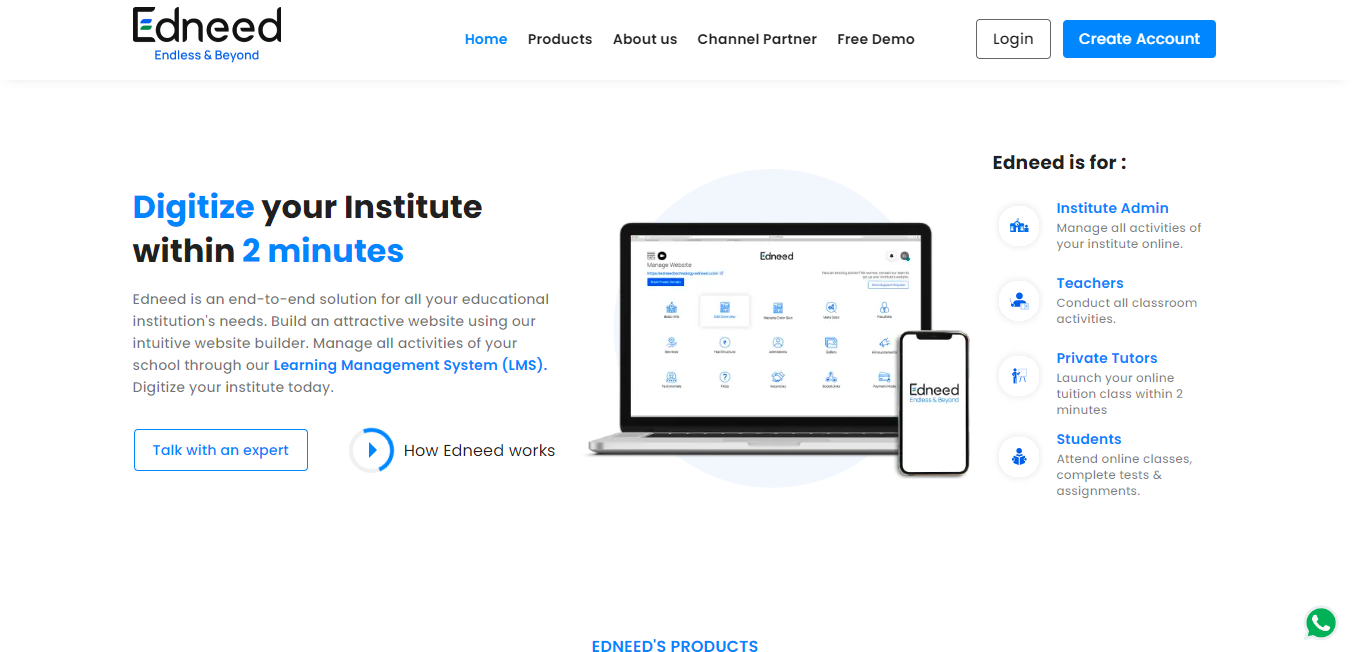 Edneed
Endless & Beyond
Home Products About us Channel Partner Free Demo
Login
Create Account
Digitize your Institute
within 2 minutes
Edneed is an end-to-end solution for all your educational
institution's needs. Build an attractive website using our
intuitive website builder. Manage all activities of your
school through our Learning Management System (LMS).
Digitize your institute today.
Talk with an expert
How Edneed works
Edneed
Manage Website
Edneed
Endless & Beyond
Edneed is for :
Institute Admin
Manage all activities of
your institute online.
Teachers
Conduct all classroom
activities.
Private Tutors
Launch your online
tuition class within 2
minutes
Students
Attend online classes,
complete tests &
assignments.
EDNEED'S PRODUCTS